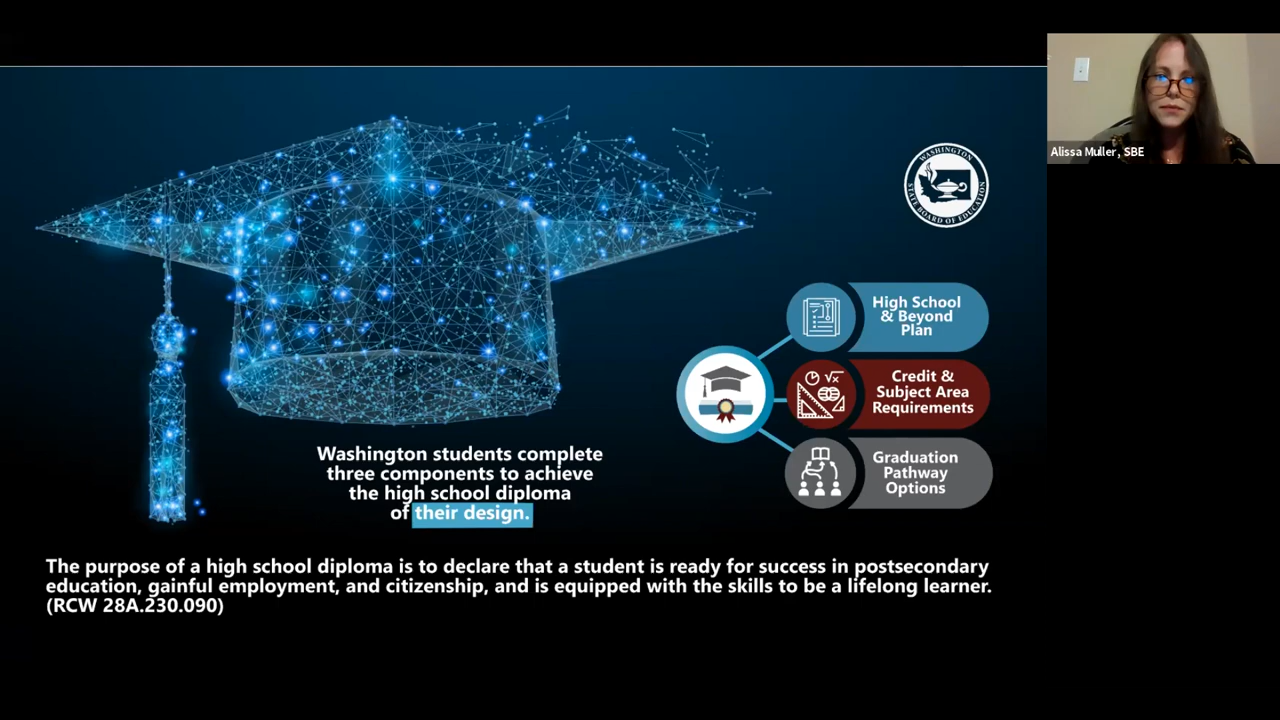 Alissa Muller, SBE
WASHINGTON
STATE BOARD OF EDUCATION
High School
& Beyond
Plan
Credit &
Subject Area
Requirements
Graduation
Pathway
Options
Washington students complete
three components to achieve
the high school diploma
of their design.
The purpose of a high school diploma is to declare that a student is ready for success in postsecondary
education, gainful employment, and citizenship, and is equipped with the skills to be a lifelong learner.
(RCW 28A.230.090)